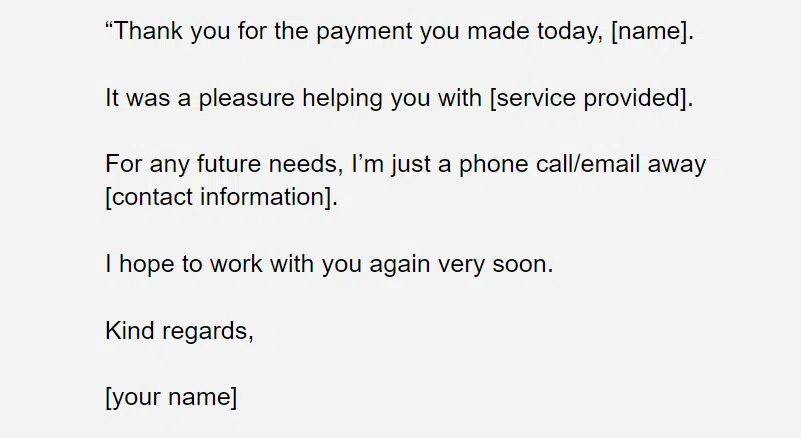 “Thank you for the payment you made today, [name].
It was a pleasure helping you with [service provided].
For any future needs, I’m just a phone call/email away
[contact information].
I hope to work with you again very soon.
Kind regards,
[your name]